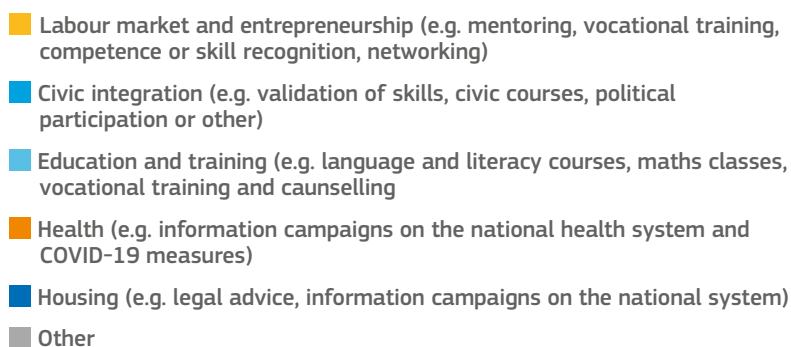 Labour market and entrepreneurship (e.g. mentoring, vocational training,
competence or skill recognition, networking)
Civic integration (e.g. validation of skills, civic courses, political
participation or other)
Education and training (e.g. language and literacy courses, maths classes,
vocational training and caunselling
Health (e.g. information campaigns on the national health system and
COVID-19 measures)
Housing (e.g. legal advice, information campaigns on the national system)
Other